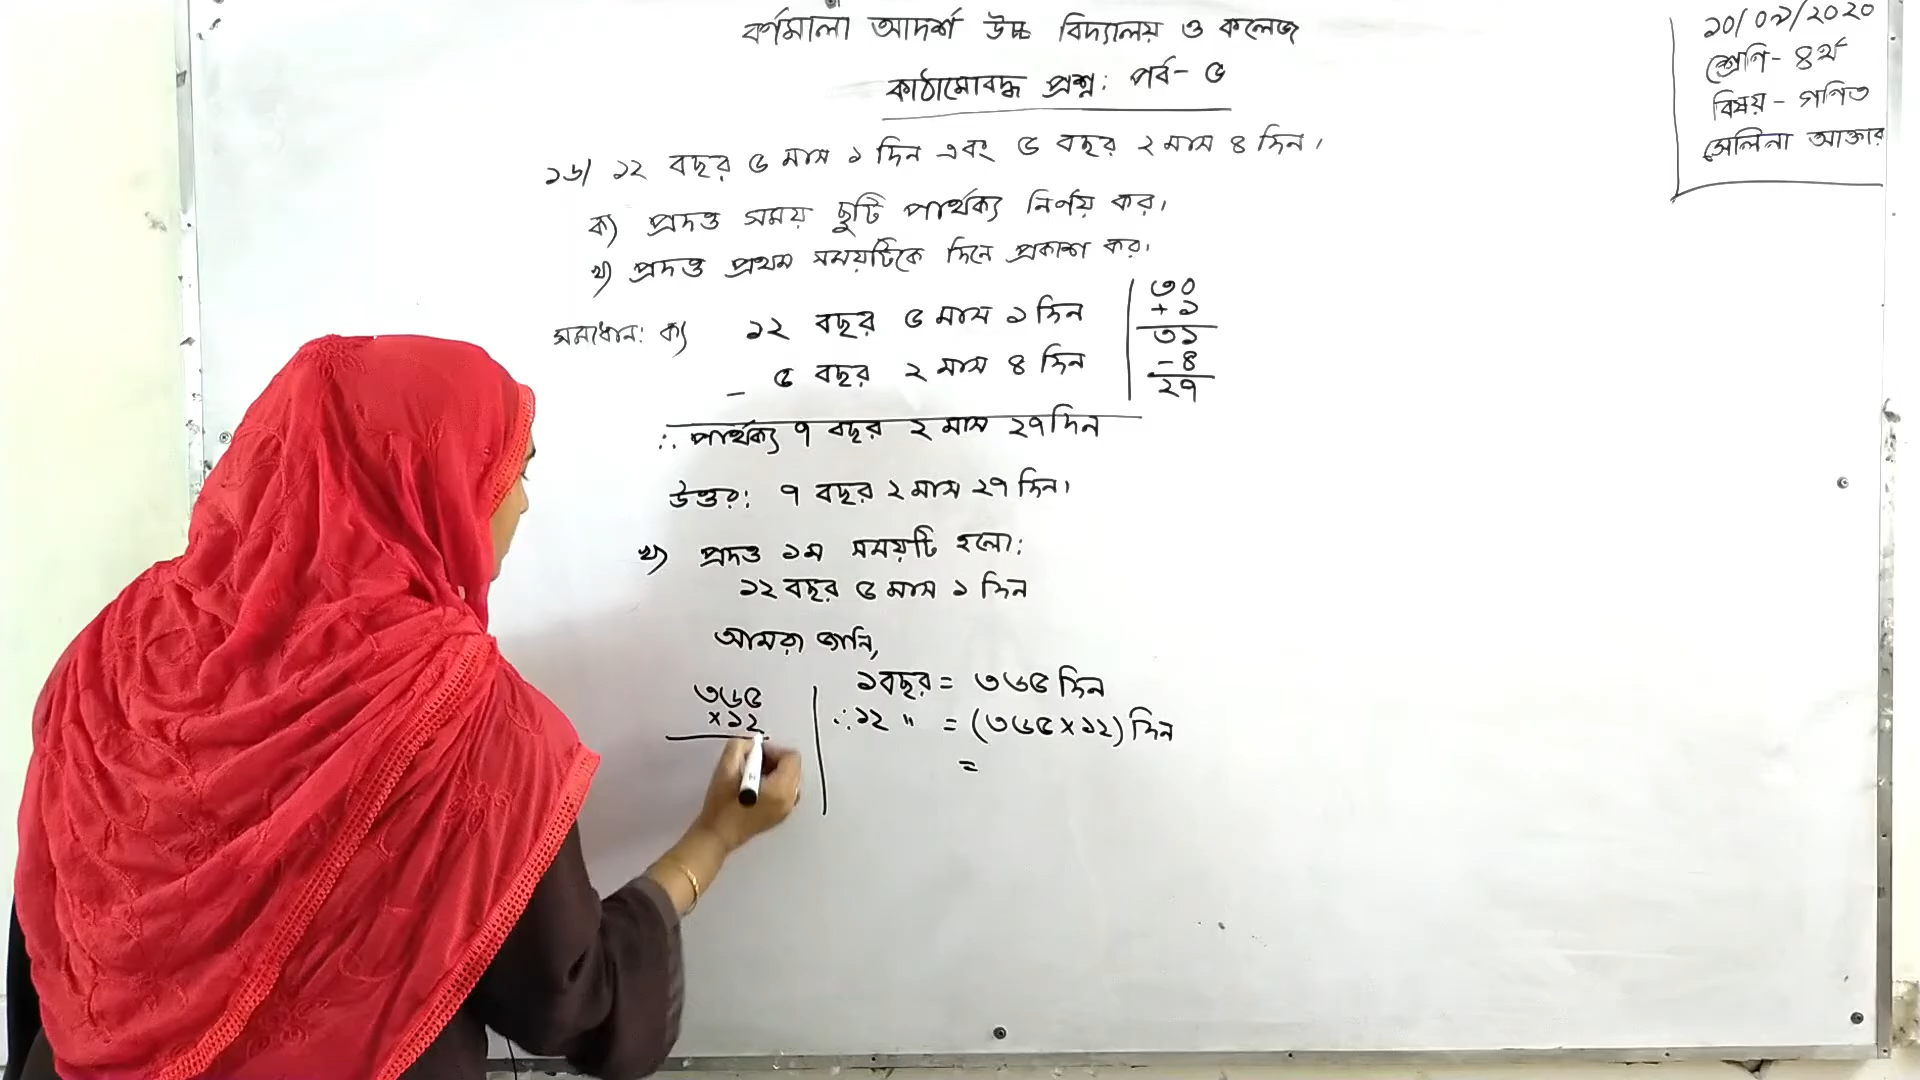 বর্ণমালা আদর্শ উচ্চ বিদ্যালয় ও কলেজ
কাঠামোবদ্ধ প্রশ্ন: পর্ব- ৫
১০/০৯/২০২০
শ্রেণি- ৪র্থ
বিষয় - গণিত
সেলিনা আক্তার
১৬/ ১২ বছর ৫ মাস ১ দিন এবং ৫ বছর ২ মাস ৪ দিন।
ক) প্রদত্ত সময় দুটি পার্থক্য নির্ণয় কর।
খ) প্রদত্ত প্রথম সময়টিকে দিনে প্রকাশ কর।
সমাধান: ক) ১২ বছর ৫ মাস ১ দিন
- ৫ বছর ২ মাস ৪ দিন
∴ পার্থক্য ৭ বছর ২ মাস ২৭ দিন
৩০
+ ১
৩১
- ৪
২৭
উত্তর: ৭ বছর ২ মাস ২৭ দিন।
খ) প্রদত্ত ১ম সময়টি হলো:
১২ বছর ৫ মাস ১ দিন
আমরা জানি,
১ বছর = ৩৬৫ দিন
∴ ১২ " = (৩৬৫ × ১২) দিন
=
৩৬৫
× ১২